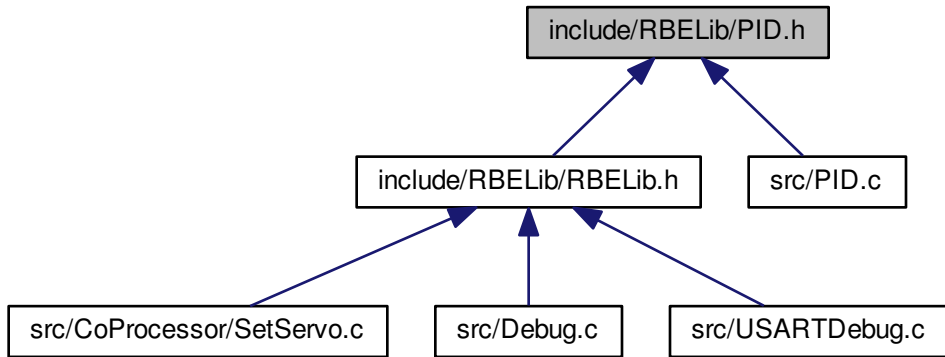 include/RBELib/PID.h
include/RBELib/RBELib.h
src/PID.c
src/CoProcessor/SetServo.c
src/Debug.c
src/USARTDebug.c